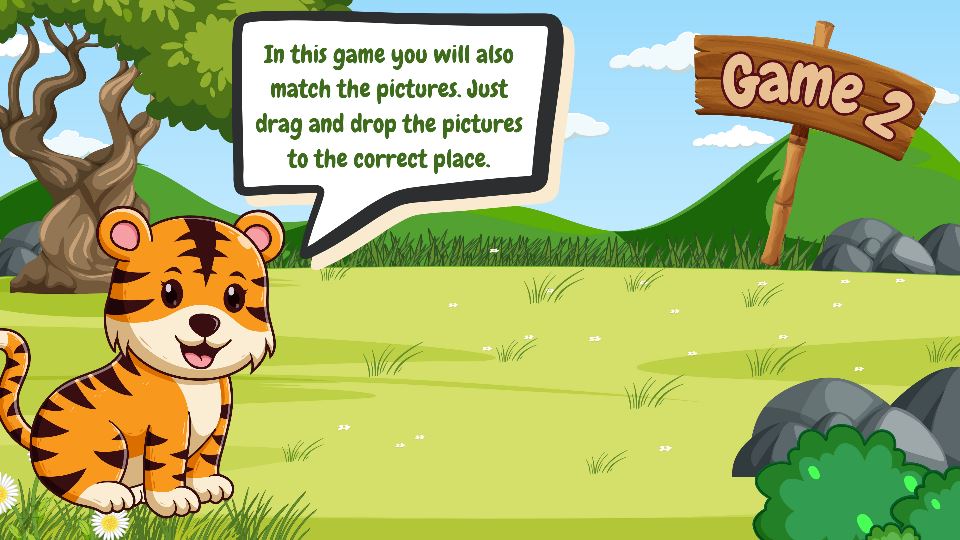 In this game you will also
match the pictures. Just
drag and drop the pictures
to the correct place.
Game 2